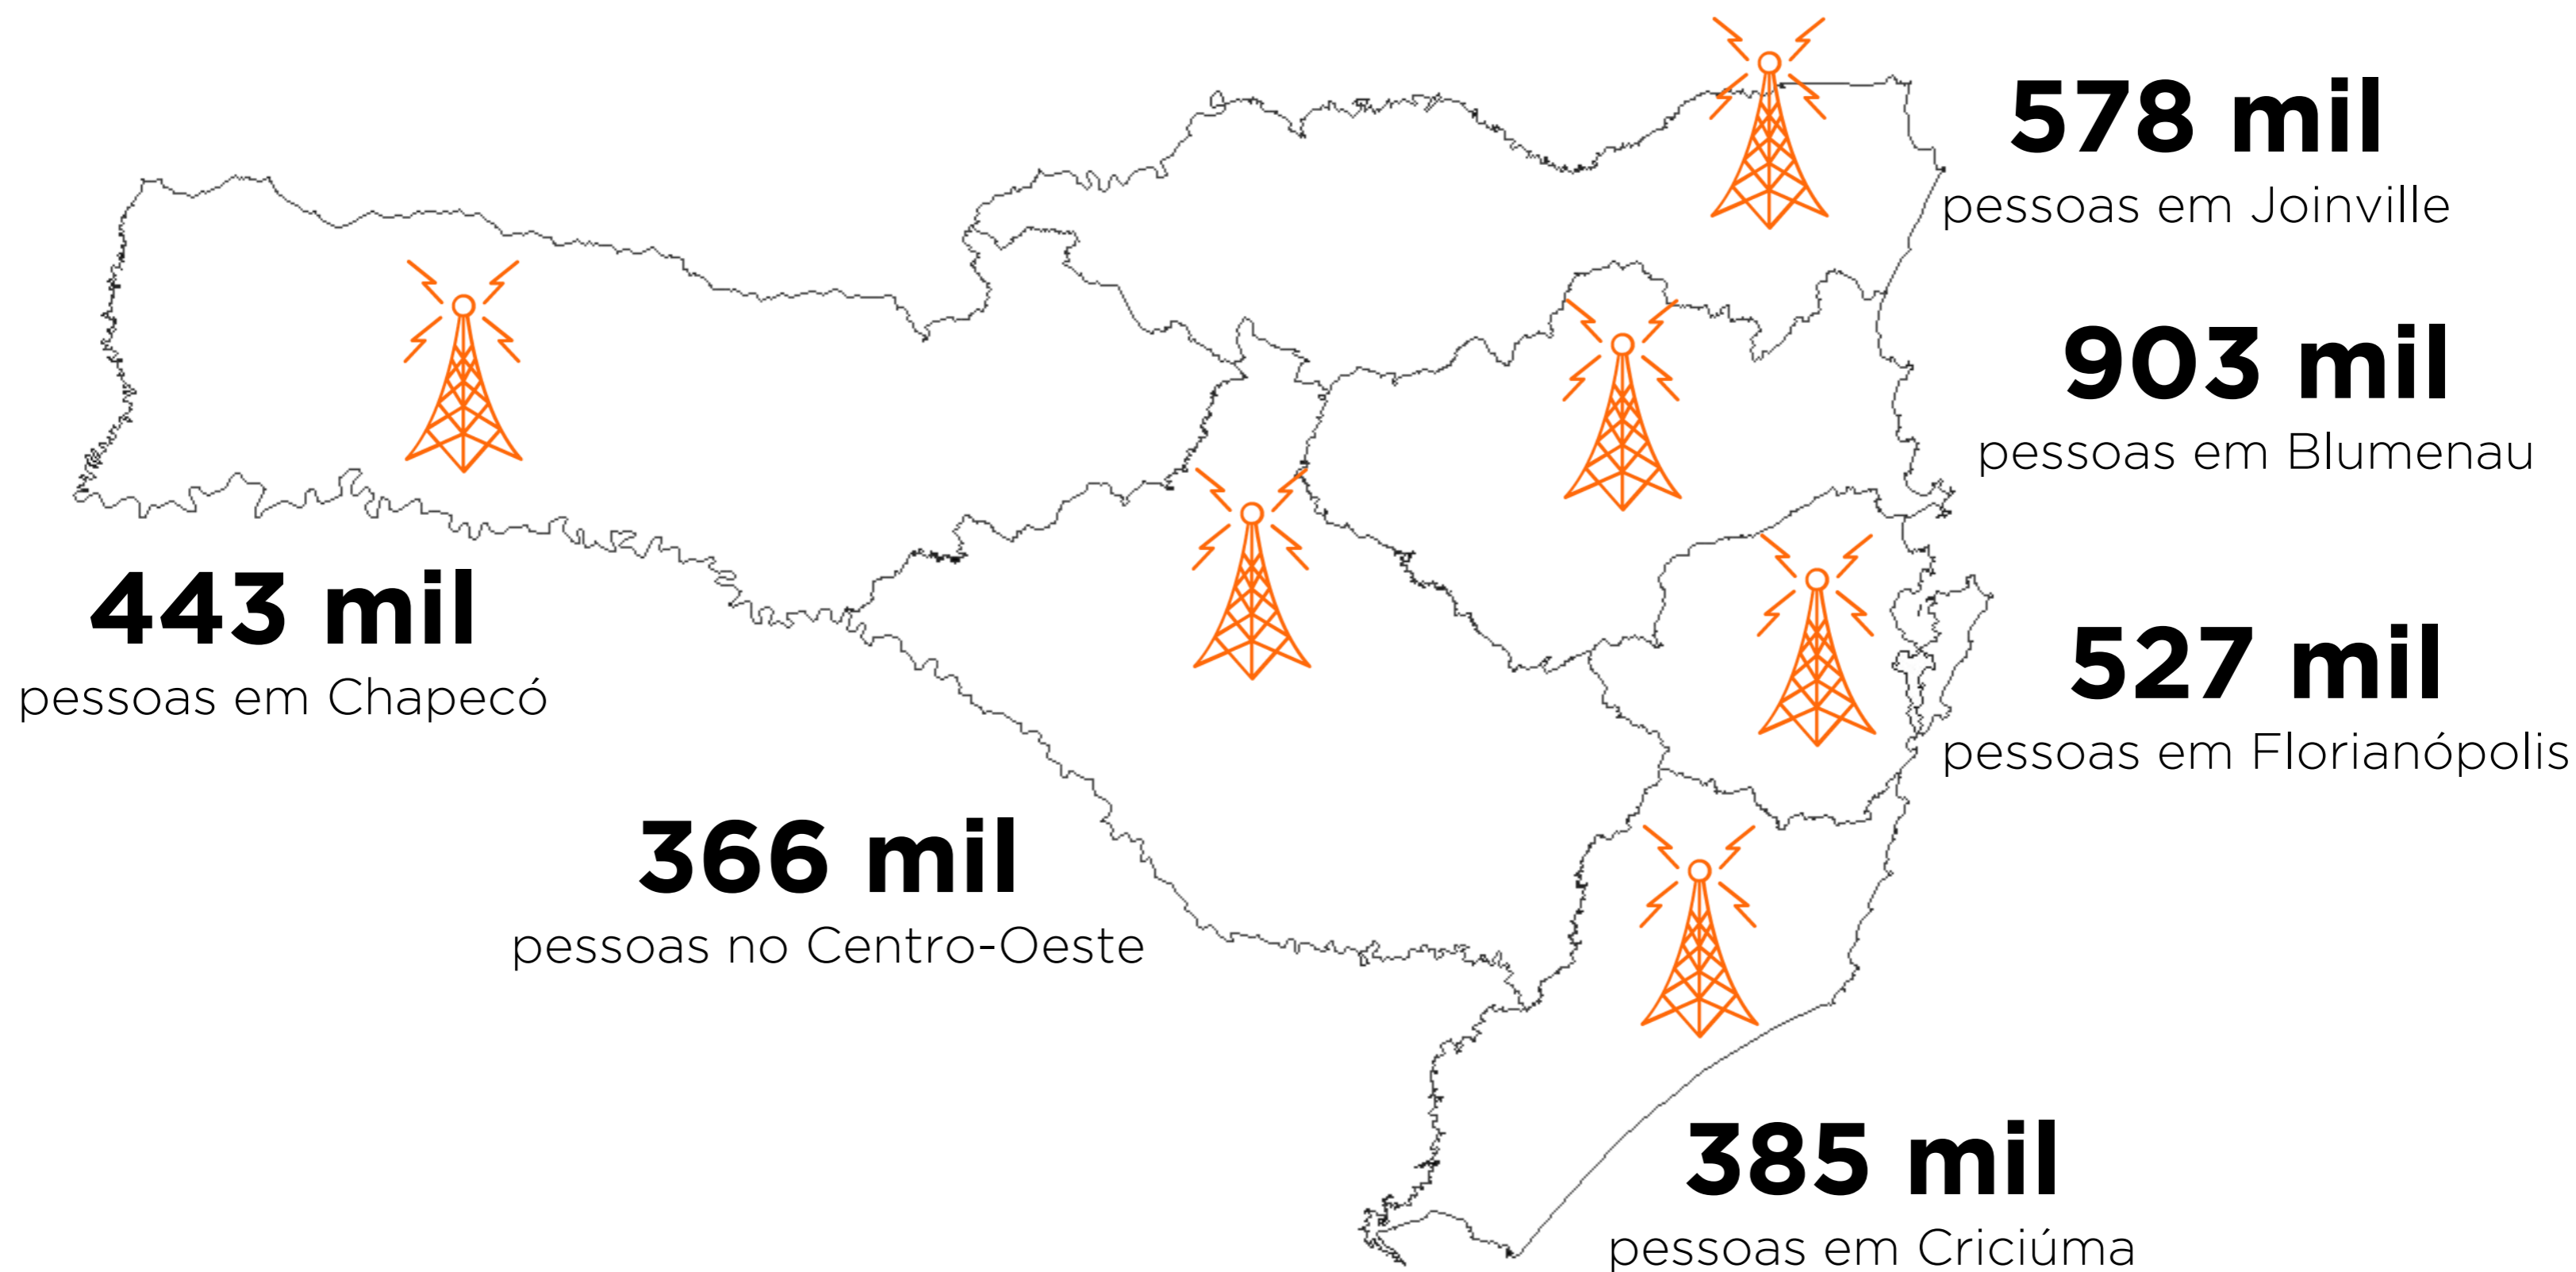 578 mil
pessoas em Joinville
903 mil
pessoas em Blumenau
443 mil
pessoas em Chapecó
527 mil
pessoas em Florianópolis
366 mil
pessoas no Centro-Oeste
385 mil
pessoas em Criciúma